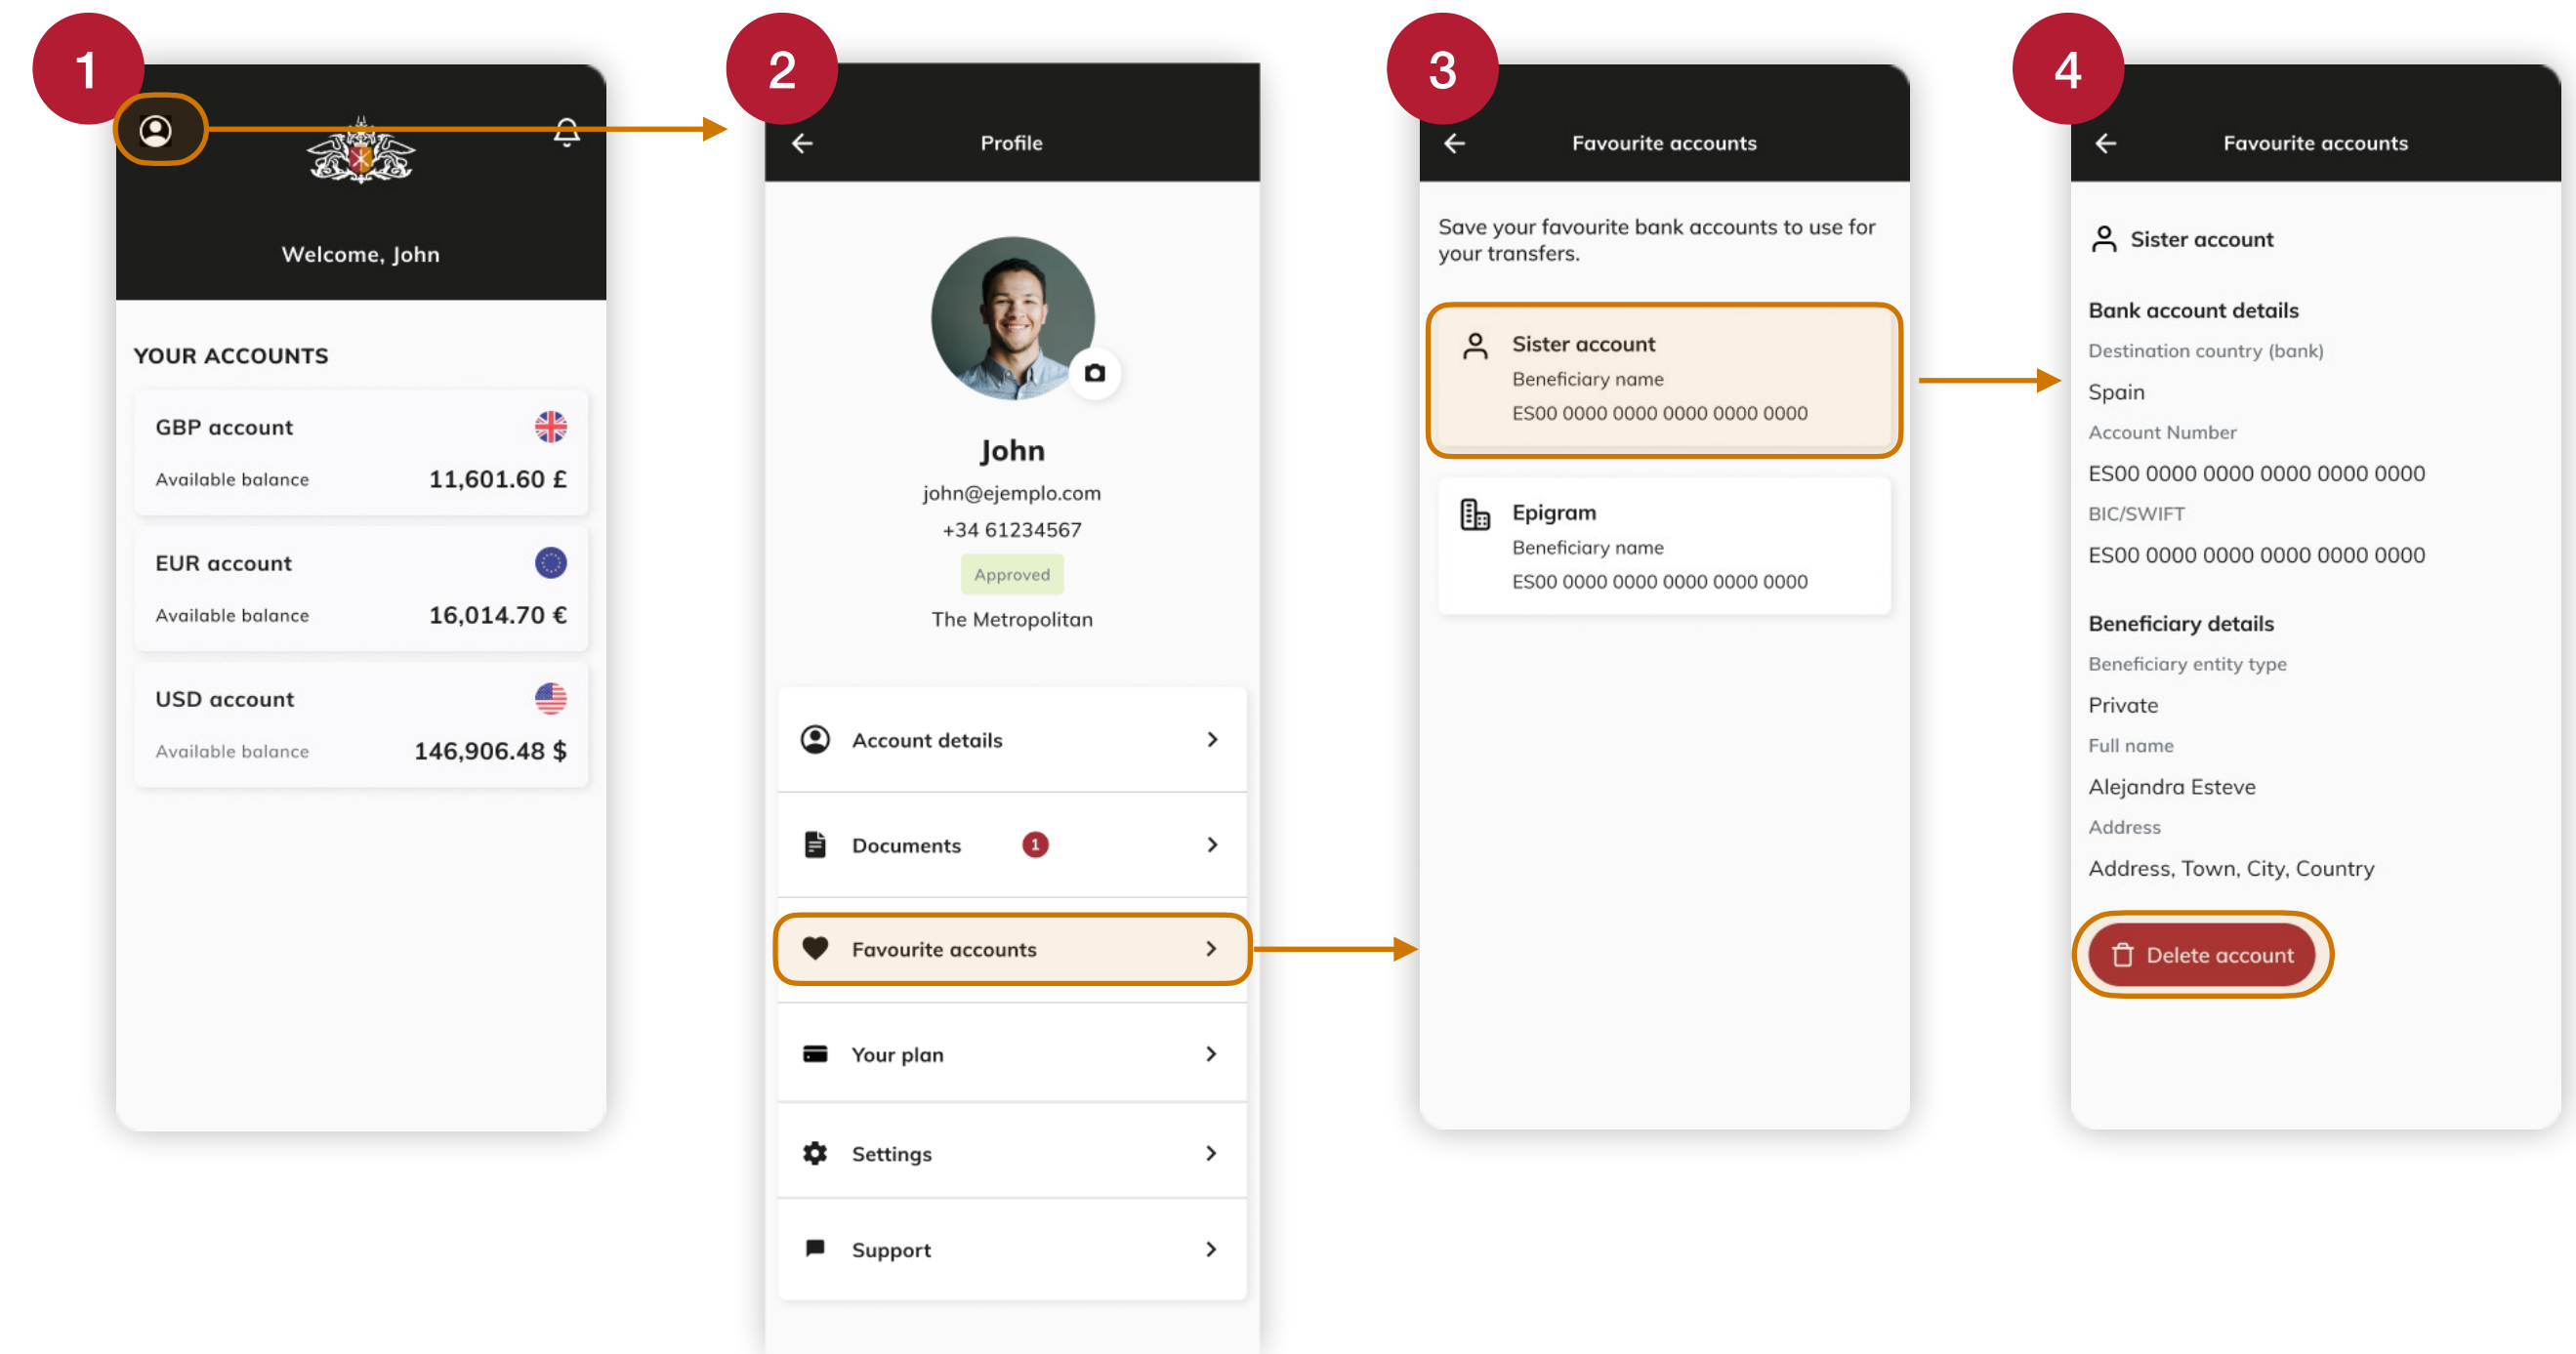 1
Welcome, John
YOUR ACCOUNTS
GBP account
Available balance 11,601.60 £
EUR account
Available balance 16,014.70 €
USD account
Available balance 146,906.48 $
2
Profile
John
john@ejemplo.com
+34 61234567
Approved
The Metropolitan
Account details
Documents 1
Favourite accounts
Your plan
Settings
Support
3
Favourite accounts
Save your favourite bank accounts to use for
your transfers.
Sister account
Beneficiary name
ES00 0000 0000 0000 0000 0000
Epigram
Beneficiary name
ES00 0000 0000 0000 0000 0000
4
Favourite accounts
Sister account
Bank account details
Destination country (bank)
Spain
Account Number
ES00 0000 0000 0000 0000 0000
BIC/SWIFT
ES00 0000 0000 0000 0000 0000
Beneficiary details
Beneficiary entity type
Private
Full name
Alejandra Esteve
Address
Address, Town, City, Country
Delete account